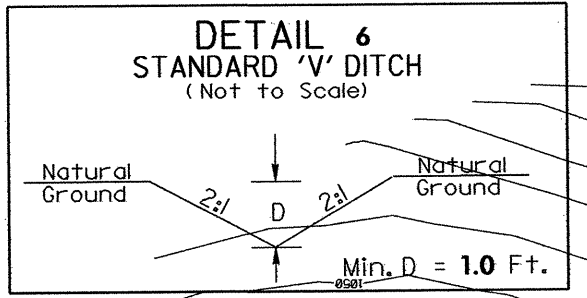 DETAIL 6
STANDARD 'V' DITCH
(Not to Scale)
Natural
Ground
2:1
D
2:1
Natural
Ground
Min. D = 1.0 Ft.
1050